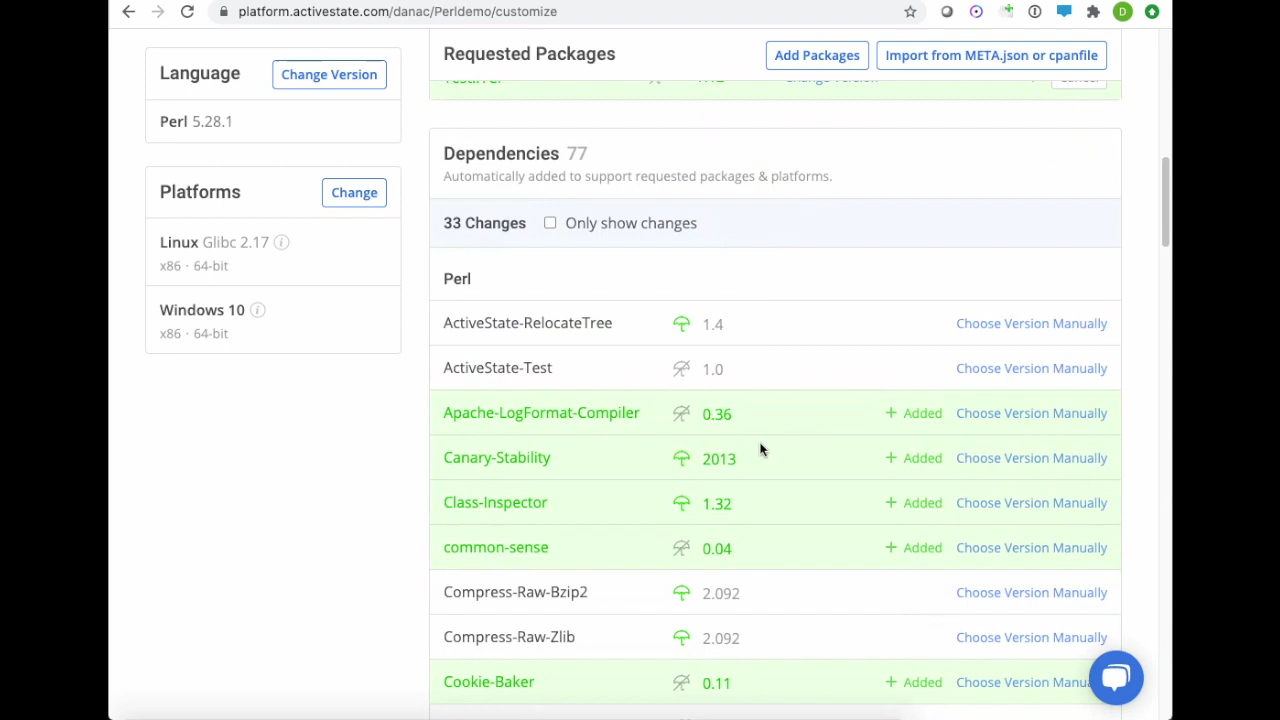 platform.activestate.com/danac/Perldemo/customize
D
Language
Change Version
Perl 5.28.1
Platforms
Change
Linux Glibc 2.17
x86 · 64-bit
Windows 10
x86 · 64-bit
Requested Packages
Add Packages
Import from META.json or cpanfile
Dependencies 77
Automatically added to support requested packages & platforms.
33 Changes
Only show changes
Perl
ActiveState-RelocateTree 1.4 Choose Version Manually
ActiveState-Test 1.0 Choose Version Manually
Apache-LogFormat-Compiler 0.36 + Added Choose Version Manually
Canary-Stability 2013 + Added Choose Version Manually
Class-Inspector 1.32 + Added Choose Version Manually
common-sense 0.04 + Added Choose Version Manually
Compress-Raw-Bzip2 2.092 Choose Version Manually
Compress-Raw-Zlib 2.092 Choose Version Manually
Cookie-Baker 0.11 + Added Choose Version Manu